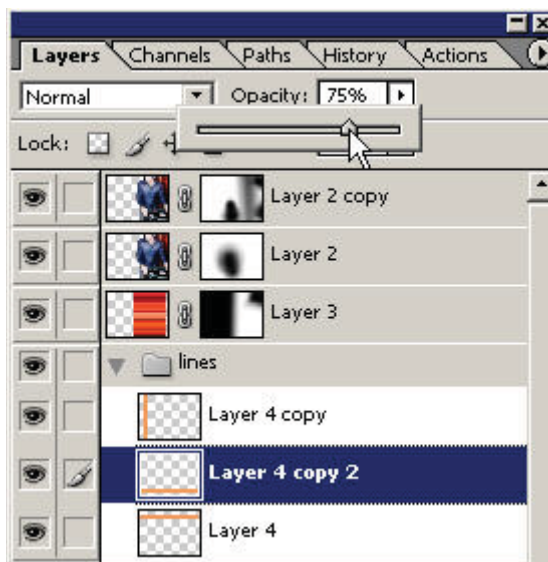 Layers Channels Paths History Actions
Normal Opacity: 75%
Lock:
Layer 2 copy
Layer 2
Layer 3
lines
Layer 4 copy
Layer 4 copy 2
Layer 4